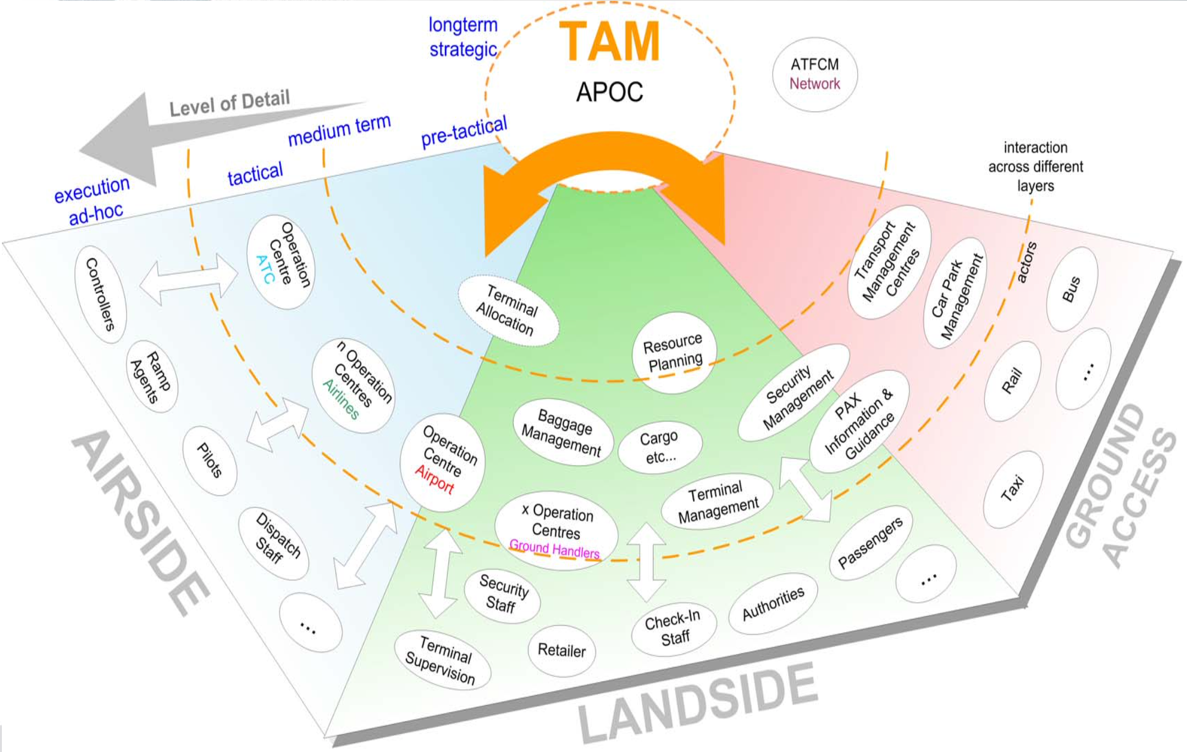 longterm
strategic
TAM
APOC
ATFCM
Network
Level of Detail
medium term
pre-tactical
tactical
execution
ad-hoc
interaction
across different
layers
actors
Controllers
Operation
Centre
ATC
Ramp
Agents
n Operation
Centres
Airlines
Pilots
Operation
Centre
Airport
Dispatch
Staff
...
AIRSIDE
Terminal
Allocation
Resource
Planning
Baggage
Management
Cargo
etc...
Security
Management
PAX
Information &
Guidance
x Operation
Centres
Ground Handlers
Terminal
Management
Security
Staff
Terminal
Supervision
Retailer
Check-In
Staff
Authorities
Passengers
...
LANDSIDE
Transport
Management
Centres
Car Park
Management
Bus
Rail
...
Taxi
GROUND
ACCESS